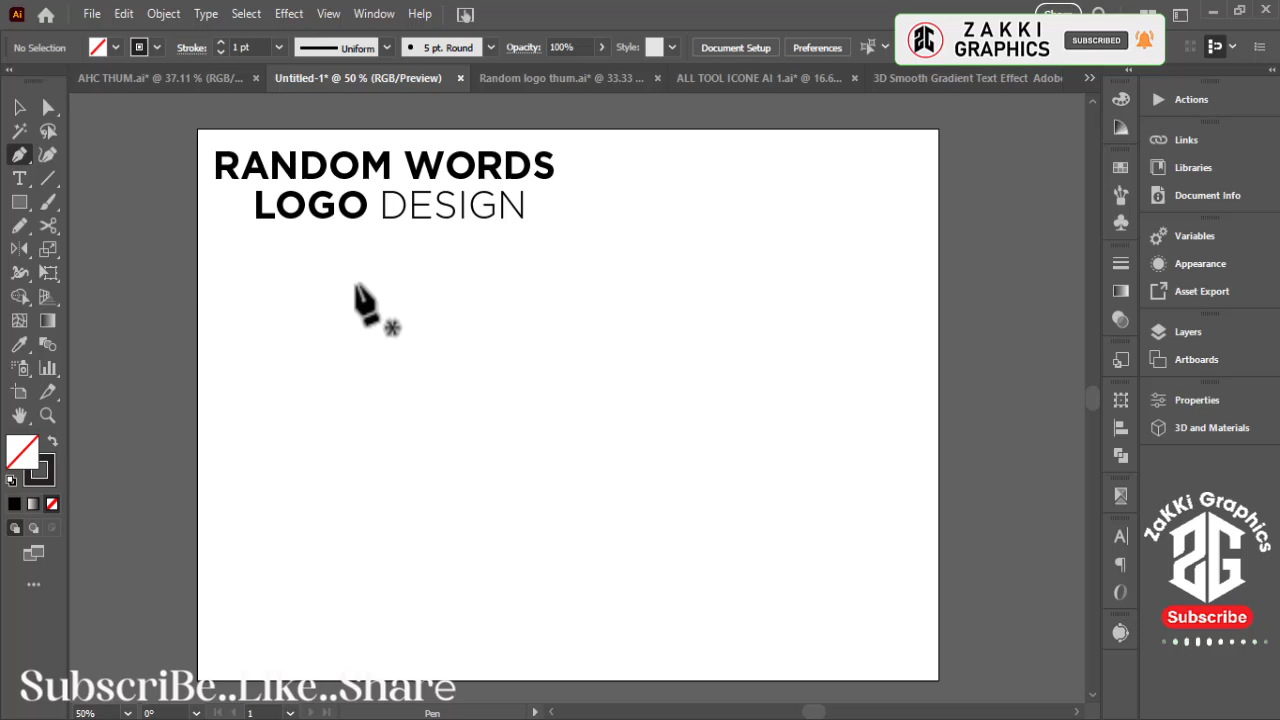 Ai
File Edit Object Type Select Effect View Window Help
ZAKKI
GRAPHICS
SUBSCRIBED
No Selection
Stroke: 1 pt
Uniform
5 pt. Round
Opacity: 100%
Style:
Document Setup
Preferences
AHC THUM.ai* @ 37.11 % (RGB/...
Untitled-1* @ 50 % (RGB/Preview)
Random logo thum.ai* @ 33.33 ...
ALL TOOL ICONE AI 1.ai* @ 16.6...
3D Smooth Gradient Text Effect Adobe
RANDOM WORDS
LOGO DESIGN
Actions
Links
Libraries
Document Info
Variables
Appearance
Asset Export
Layers
Artboards
Properties
3D and Materials
ZaKKi Graphics
Subscribe
SubscriBe..Like..Share
50%
0°
1
Pen